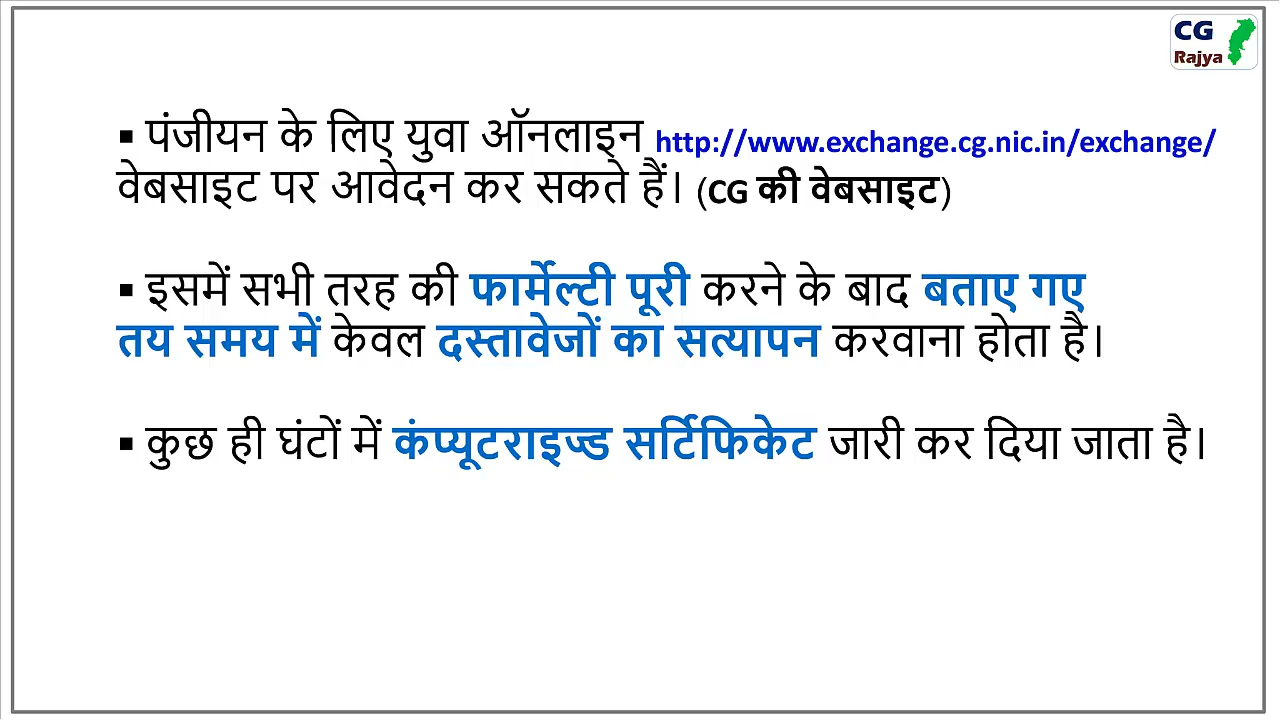 CG
Rajya
▪ पंजीयन के लिए युवा ऑनलाइन http://www.exchange.cg.nic.in/exchange/
वेबसाइट पर आवेदन कर सकते हैं। (CG की वेबसाइट)
▪ इसमें सभी तरह की फार्मेल्टी पूरी करने के बाद बताए गए
तय समय में केवल दस्तावेजों का सत्यापन करवाना होता है।
▪ कुछ ही घंटों में कंप्यूटराइज्ड सर्टिफिकेट जारी कर दिया जाता है।